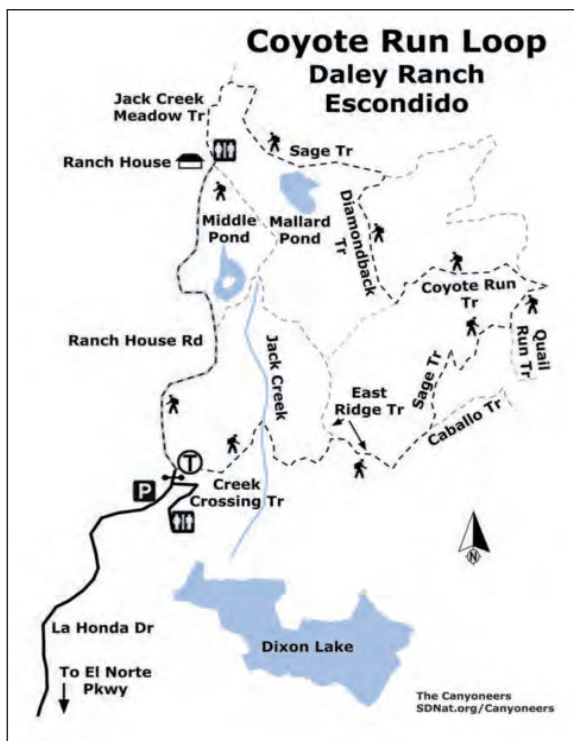 Coyote Run Loop
Daley Ranch
Escondido
Jack Creek
Meadow Tr
Ranch House
Sage Tr
Middle
Pond
Mallard
Pond
Diamondback
Tr
Coyote Run
Tr
Ranch House Rd
Jack Creek
Quail
Run Tr
Sage Tr
East
Ridge Tr
Caballo Tr
T
P
Creek
Crossing Tr
N
La Honda Dr
Dixon Lake
To El Norte
Pkwy
The Canyoneers
SDNat.org/Canyoneers